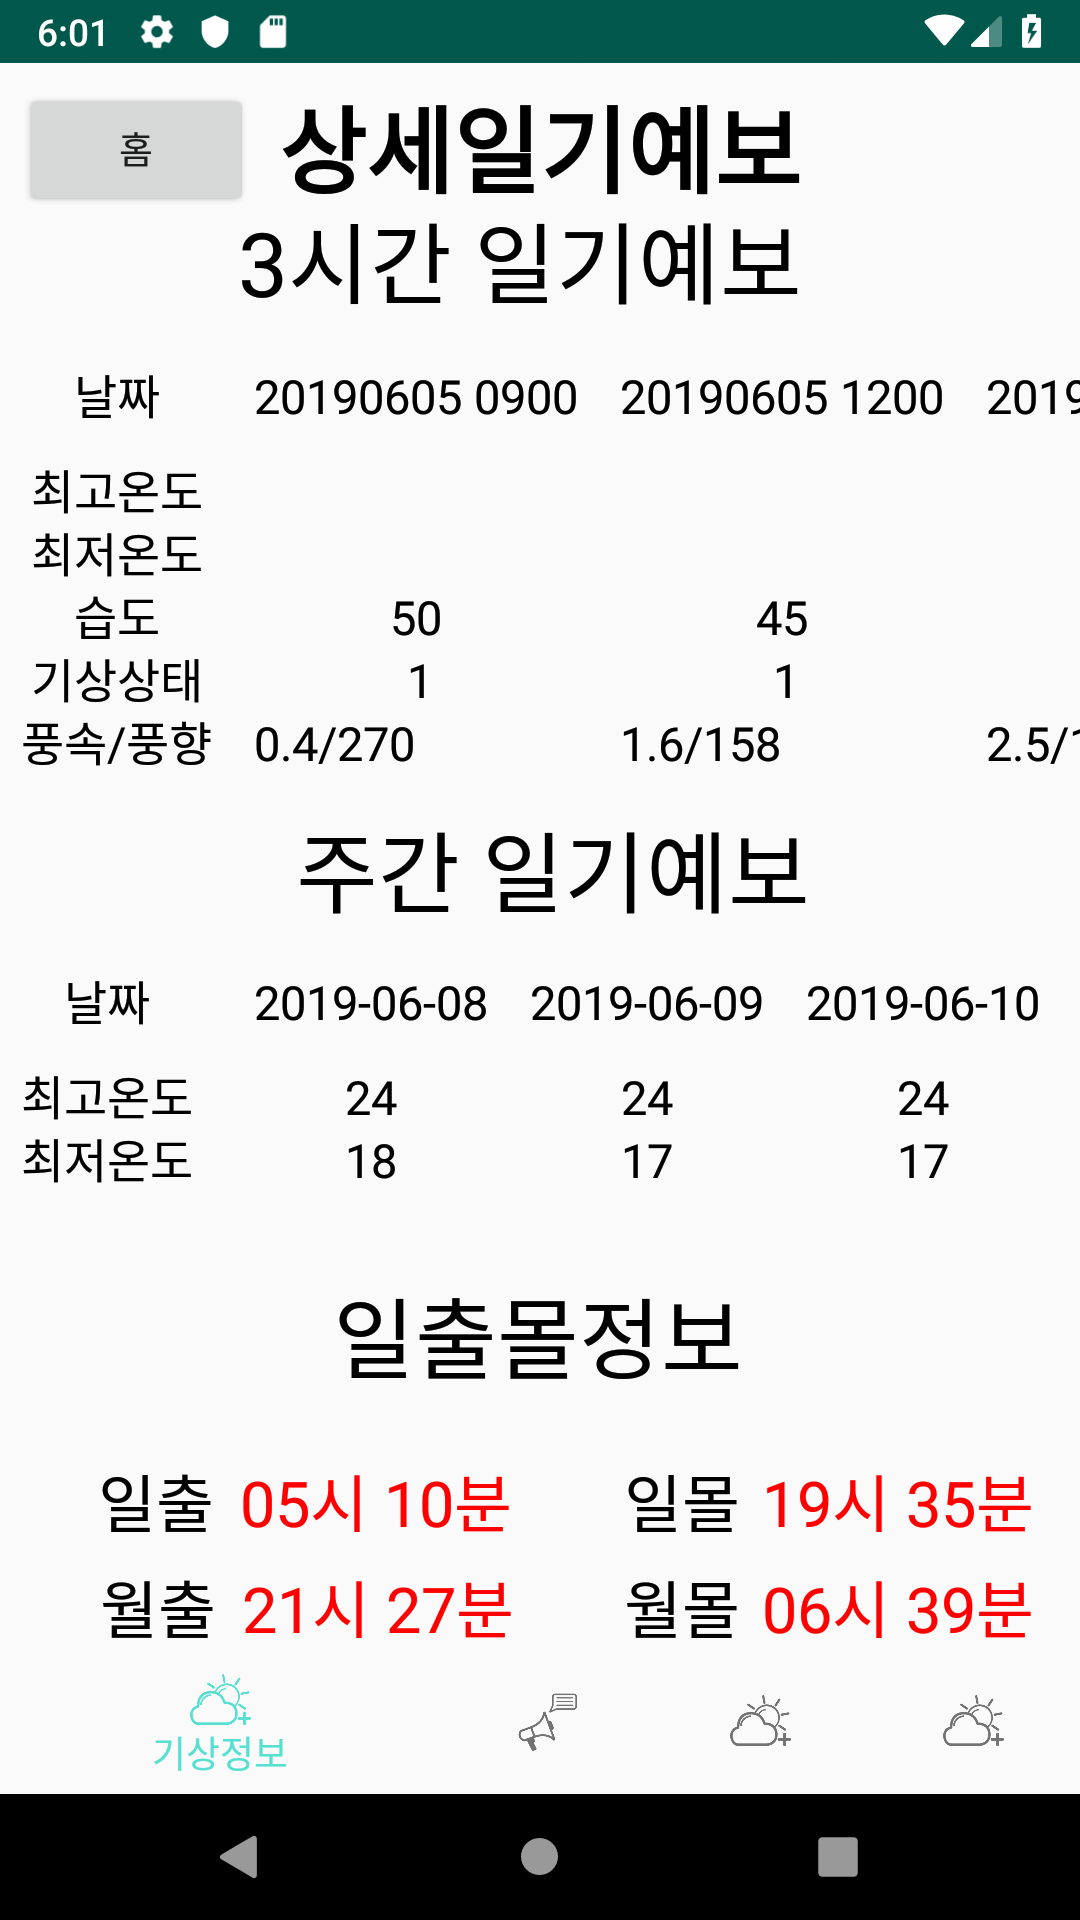 6:01
홈
상세일기예보
3시간 일기예보
날짜 20190605 0900 20190605 1200 2019
최고온도
최저온도
습도 50 45
기상상태 1 1
풍속/풍향 0.4/270 1.6/158 2.5/1
주간 일기예보
날짜 2019-06-08 2019-06-09 2019-06-10
최고온도 24 24 24
최저온도 18 17 17
일출몰정보
일출 05시 10분 일몰 19시 35분
월출 21시 27분 월몰 06시 39분
기상정보